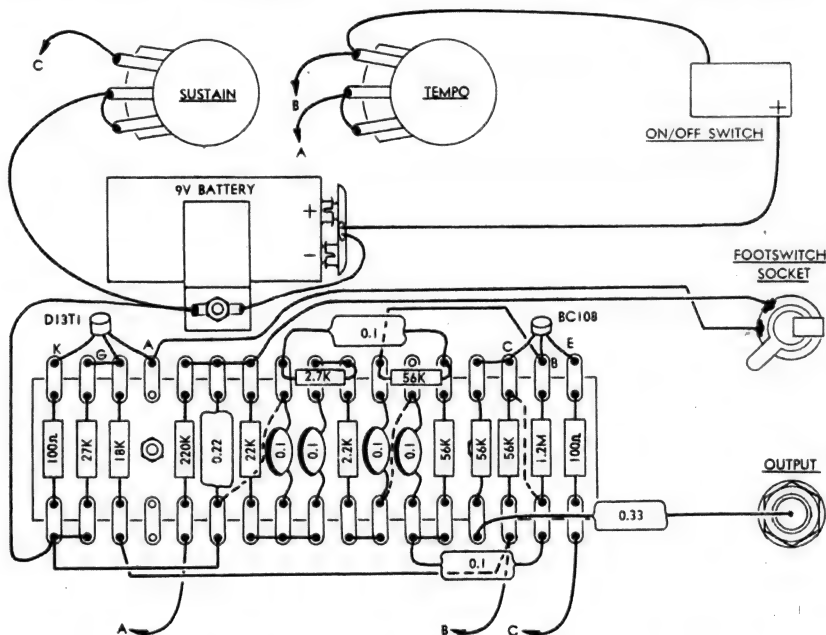 C
SUSTAIN
B
A
TEMPO
+
ON/OFF SWITCH
9V BATTERY
+
−
FOOTSWITCH
SOCKET
D13T1
K
G
A
0.1
BC108
C
B
E
2.7K
56K
100Ω
27K
18K
220K
0.22
22K
0.1
0.1
2.2K
0.1
0.1
56K
56K
56K
1.2M
100Ω
OUTPUT
0.33
0.1
A
B
C